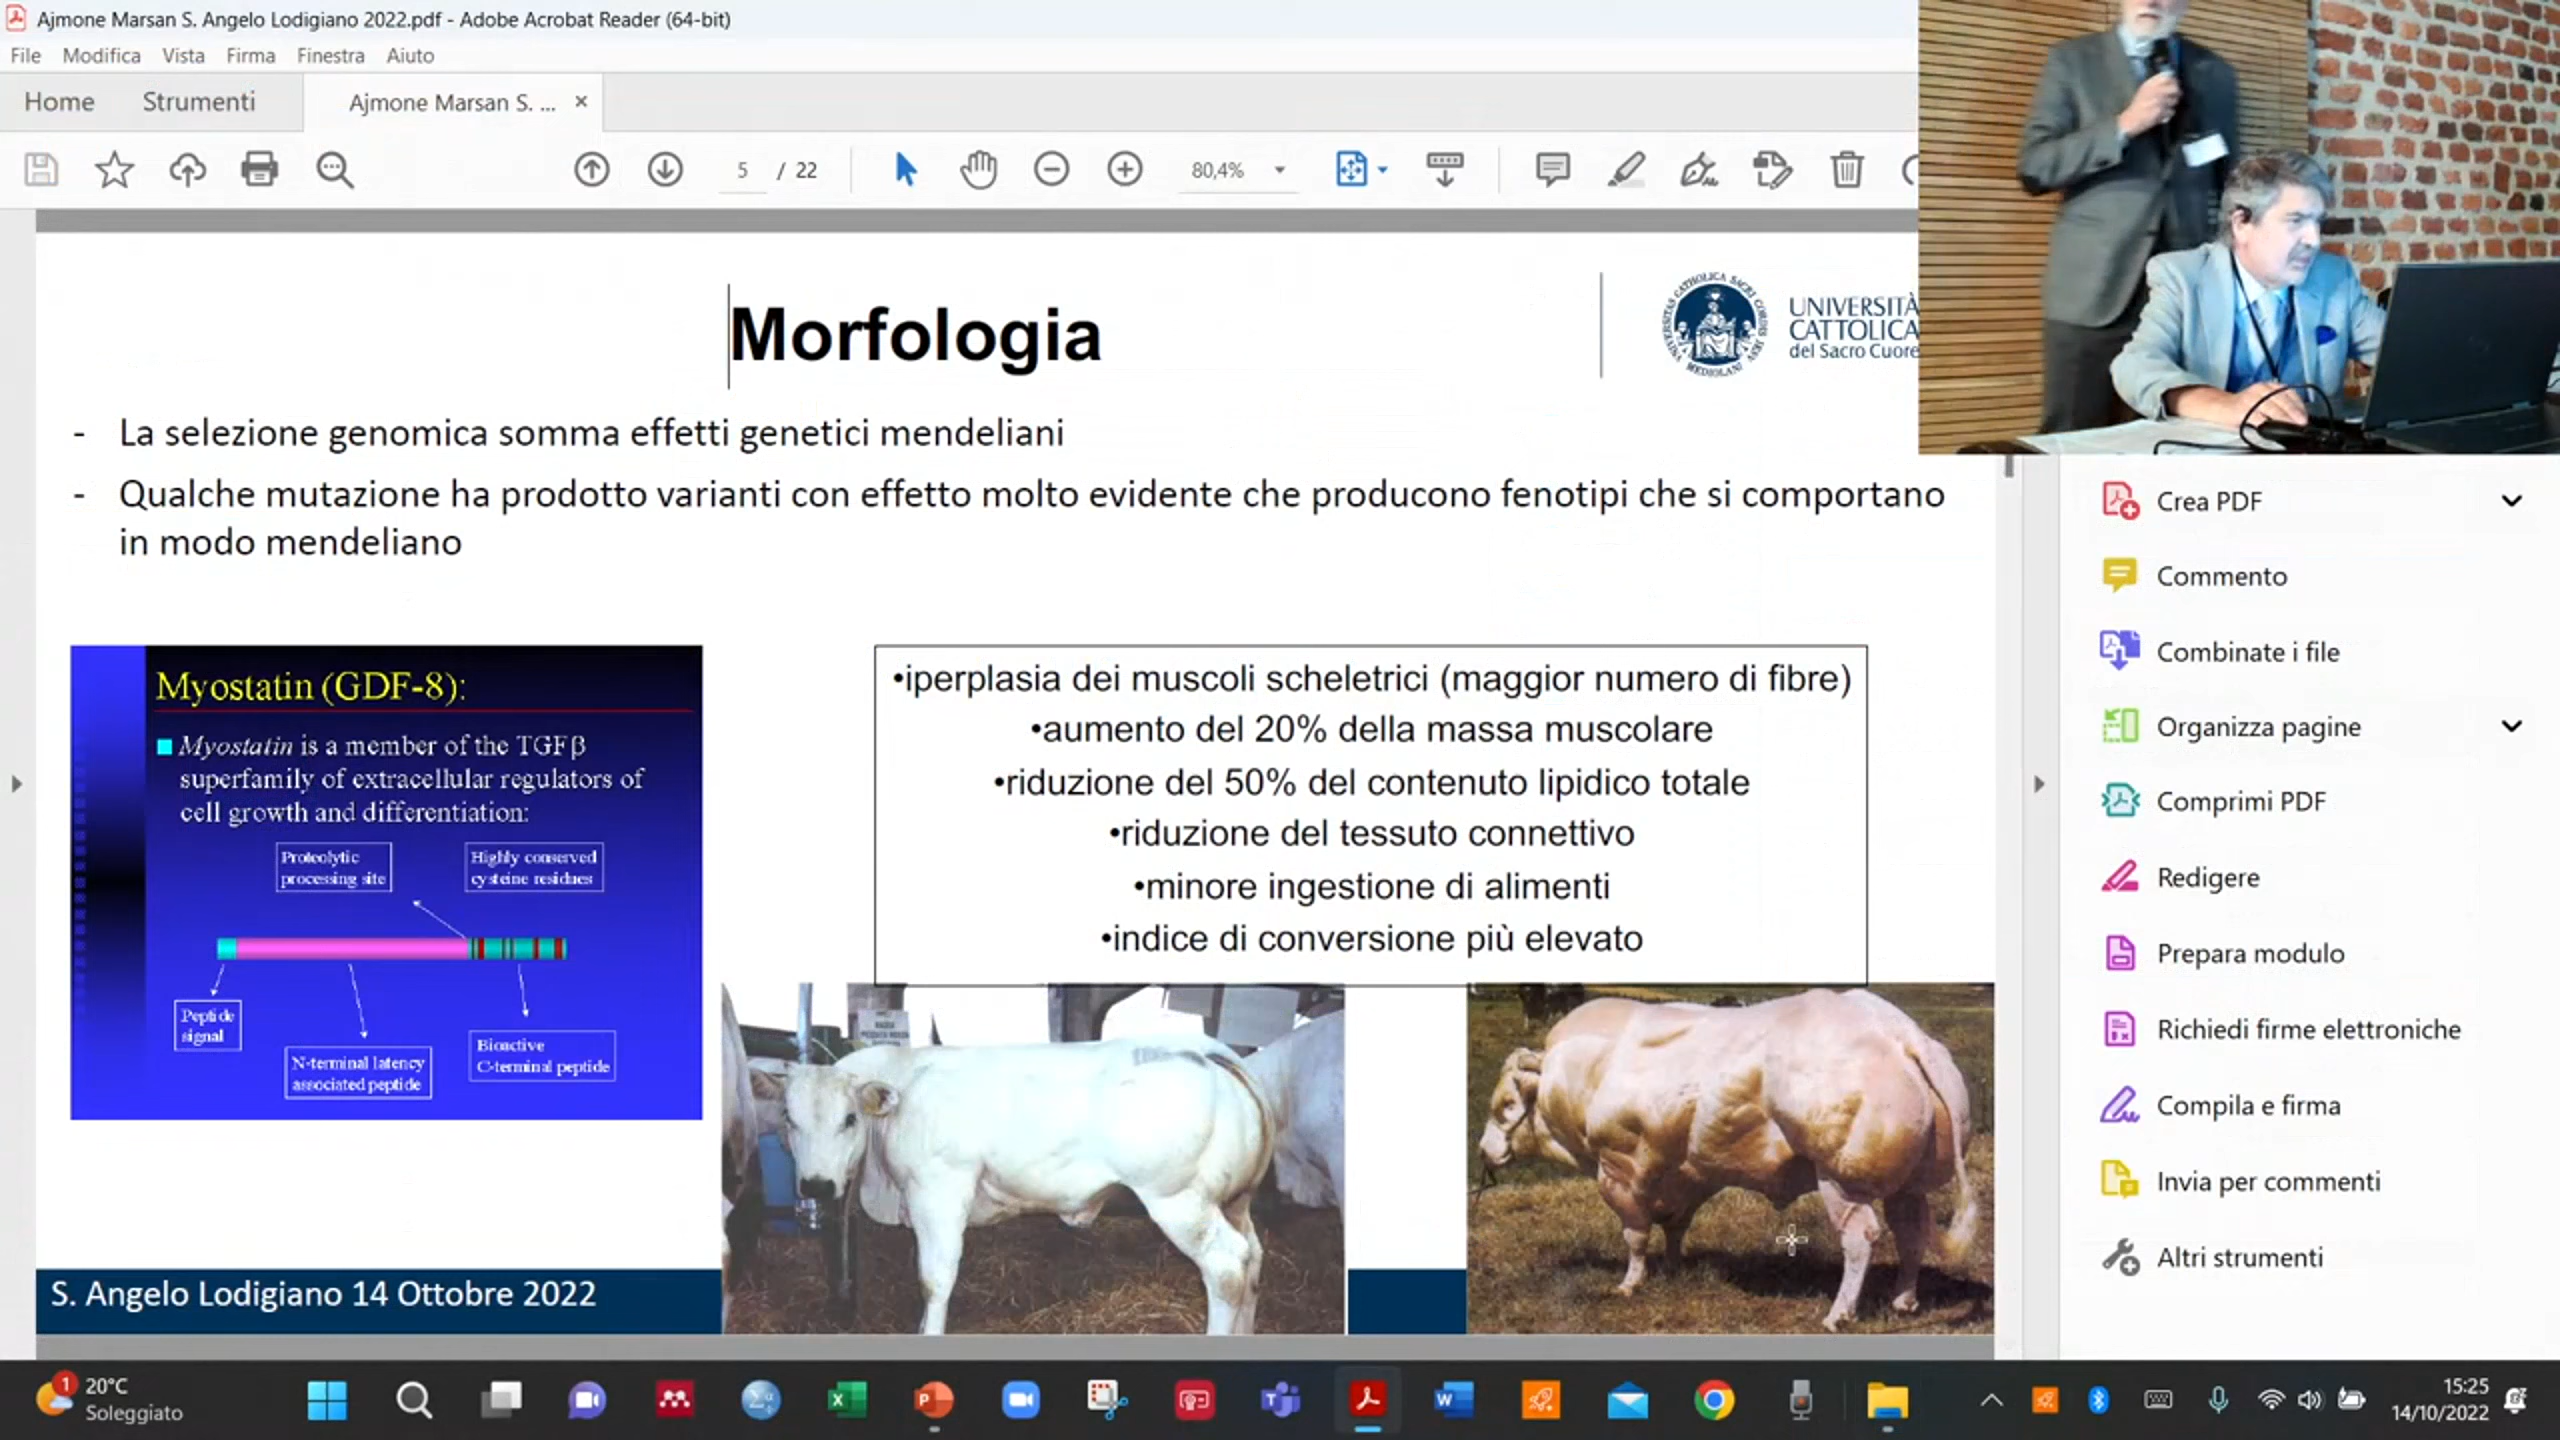 Ajmone Marsan S. Angelo Lodigiano 2022.pdf - Adobe Acrobat Reader (64-bit)
File Modifica Vista Firma Finestra Aiuto
Home Strumenti Ajmone Marsan S. ... ×
5 / 22 80,4%
Morfologia
UNIVERSITÀ
CATTOLICA
del Sacro Cuore
- La selezione genomica somma effetti genetici mendeliani
- Qualche mutazione ha prodotto varianti con effetto molto evidente che producono fenotipi che si comportano
in modo mendeliano
Myostatin (GDF-8):
Myostatin is a member of the TGFβ
superfamily of extracellular regulators of
cell growth and differentiation:
Proteolytic
processing site
Highly conserved
cysteine residues
Peptide
signal
N-terminal latency
associated peptide
Bioactive
C-terminal peptide
•iperplasia dei muscoli scheletrici (maggior numero di fibre)
•aumento del 20% della massa muscolare
•riduzione del 50% del contenuto lipidico totale
•riduzione del tessuto connettivo
•minore ingestione di alimenti
•indice di conversione più elevato
S. Angelo Lodigiano 14 Ottobre 2022
Crea PDF
Commento
Combinate i file
Organizza pagine
Comprimi PDF
Redigere
Prepara modulo
Richiedi firme elettroniche
Compila e firma
Invia per commenti
Altri strumenti
1
20°C
Soleggiato
15:25
14/10/2022